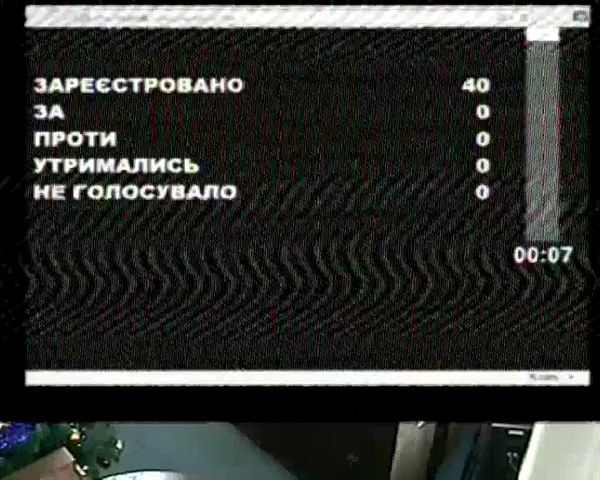 ЗАРЕЄСТРОВАНО 40
ЗА 0
ПРОТИ 0
УТРИМАЛИСЬ 0
НЕ ГОЛОСУВАЛО 0
00:07